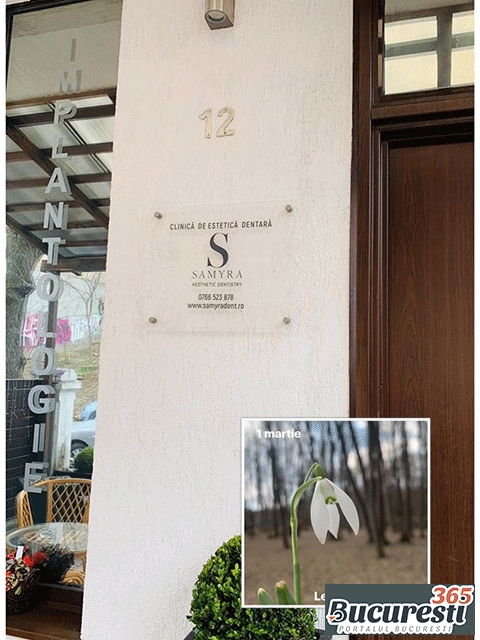 IMPLANTOLOGIE
12
CLINICĂ DE ESTETICĂ DENTARĂ
S
SAMYRA
AESTHETIC DENTISTRY
0766 523 878
www.samyradent.ro
1 martie
Le
365
BUCUREȘTI
PORTALUL BUCUREȘTI